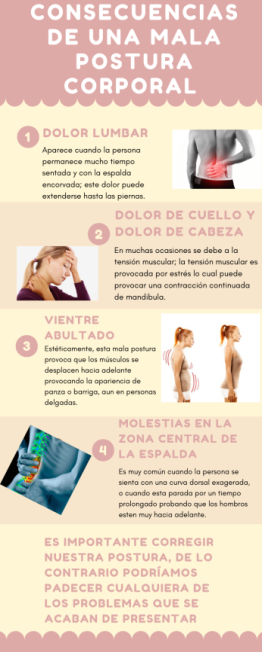 CONSECUENCIAS
DE UNA MALA
POSTURA
CORPORAL
1
DOLOR LUMBAR
Aparece cuando la persona
permanece mucho tiempo
sentada y con la espalda
encorvada; este dolor puede
extenderse hasta las piernas.
2
DOLOR DE CUELLO Y
DOLOR DE CABEZA
En muchas ocasiones se debe a la
tensión muscular; la tensión muscular es
provocada por estrés lo cual puede
provocar una contracción continuada
de mandíbula.
3
VIENTRE
ABULTADO
Estéticamente, esta mala postura
provoca que los músculos se
desplacen hacia adelante
provocando la apariencia de
panza o barriga, aun en personas
delgadas.
4
MOLESTIAS EN LA
ZONA CENTRAL DE
LA ESPALDA
Es muy común cuando la persona se
sienta con una curva dorsal exagerada,
o cuando esta parada por un tiempo
prolongado probando que los hombros
esten muy hacia adelante.
ES IMPORTANTE CORREGIR
NUESTRA POSTURA, DE LO
CONTRARIO PODRÍAMOS
PADECER CUALQUIERA DE
LOS PROBLEMAS QUE SE
ACABAN DE PRESENTAR